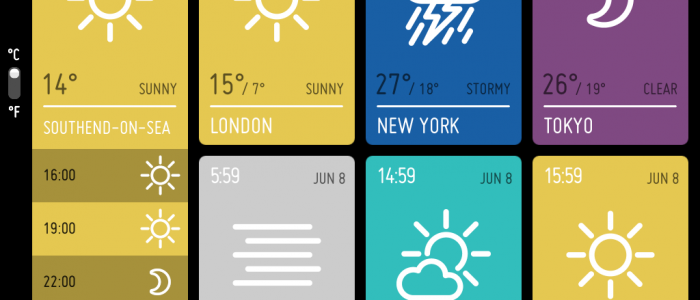 °C
°F
14° SUNNY
SOUTHEND-ON-SEA
16:00
19:00
22:00
15°/ 7° SUNNY
LONDON
27°/ 18° STORMY
NEW YORK
26°/ 19° CLEAR
TOKYO
5:59 JUN 8
14:59 JUN 8
15:59 JUN 8